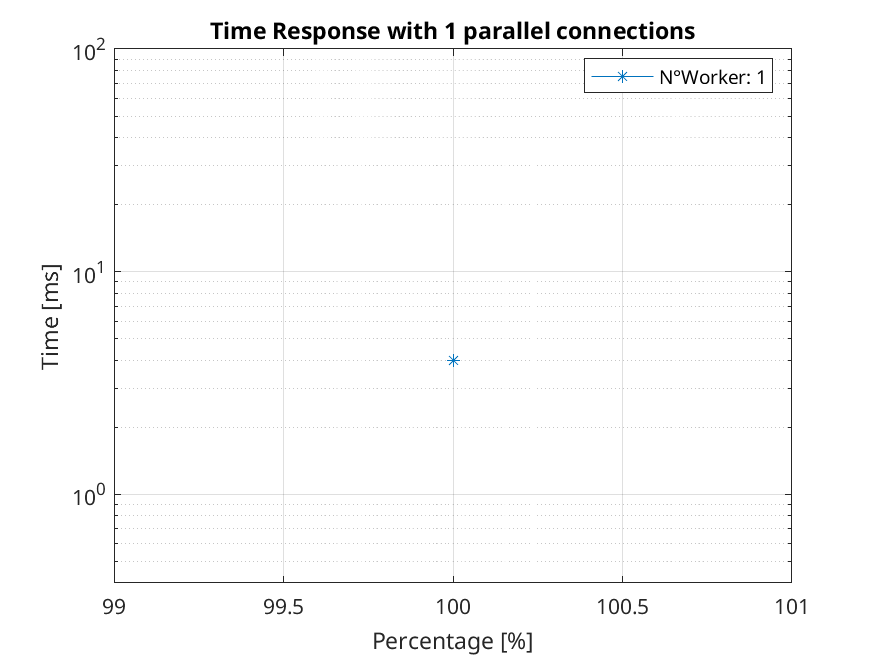 Time Response with 1 parallel connections
N°Worker: 1
10^2
10^1
10^0
Time [ms]
99 99.5 100 100.5 101
Percentage [%]